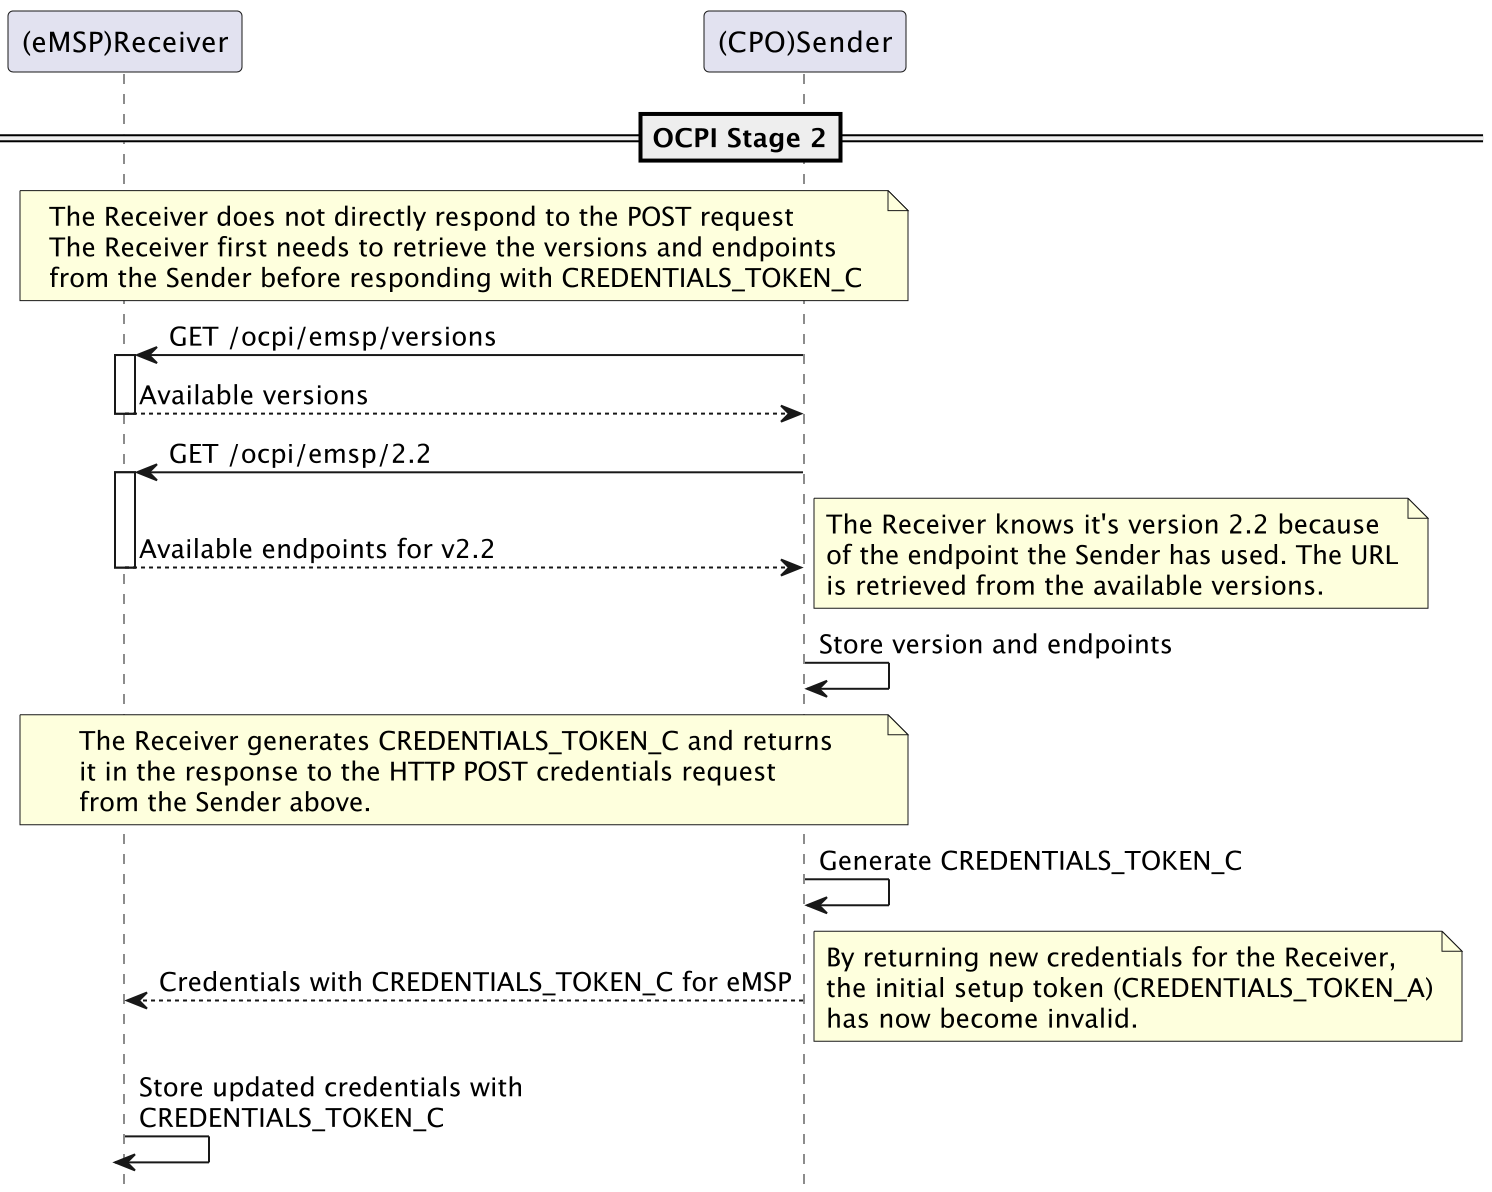 (eMSP)Receiver
(CPO)Sender
OCPI Stage 2
The Receiver does not directly respond to the POST request
The Receiver first needs to retrieve the versions and endpoints
from the Sender before responding with CREDENTIALS_TOKEN_C
GET /ocpi/emsp/versions
Available versions
GET /ocpi/emsp/2.2
The Receiver knows it's version 2.2 because
of the endpoint the Sender has used. The URL
is retrieved from the available versions.
Available endpoints for v2.2
Store version and endpoints
The Receiver generates CREDENTIALS_TOKEN_C and returns
it in the response to the HTTP POST credentials request
from the Sender above.
Generate CREDENTIALS_TOKEN_C
By returning new credentials for the Receiver,
the initial setup token (CREDENTIALS_TOKEN_A)
has now become invalid.
Credentials with CREDENTIALS_TOKEN_C for eMSP
Store updated credentials with
CREDENTIALS_TOKEN_C